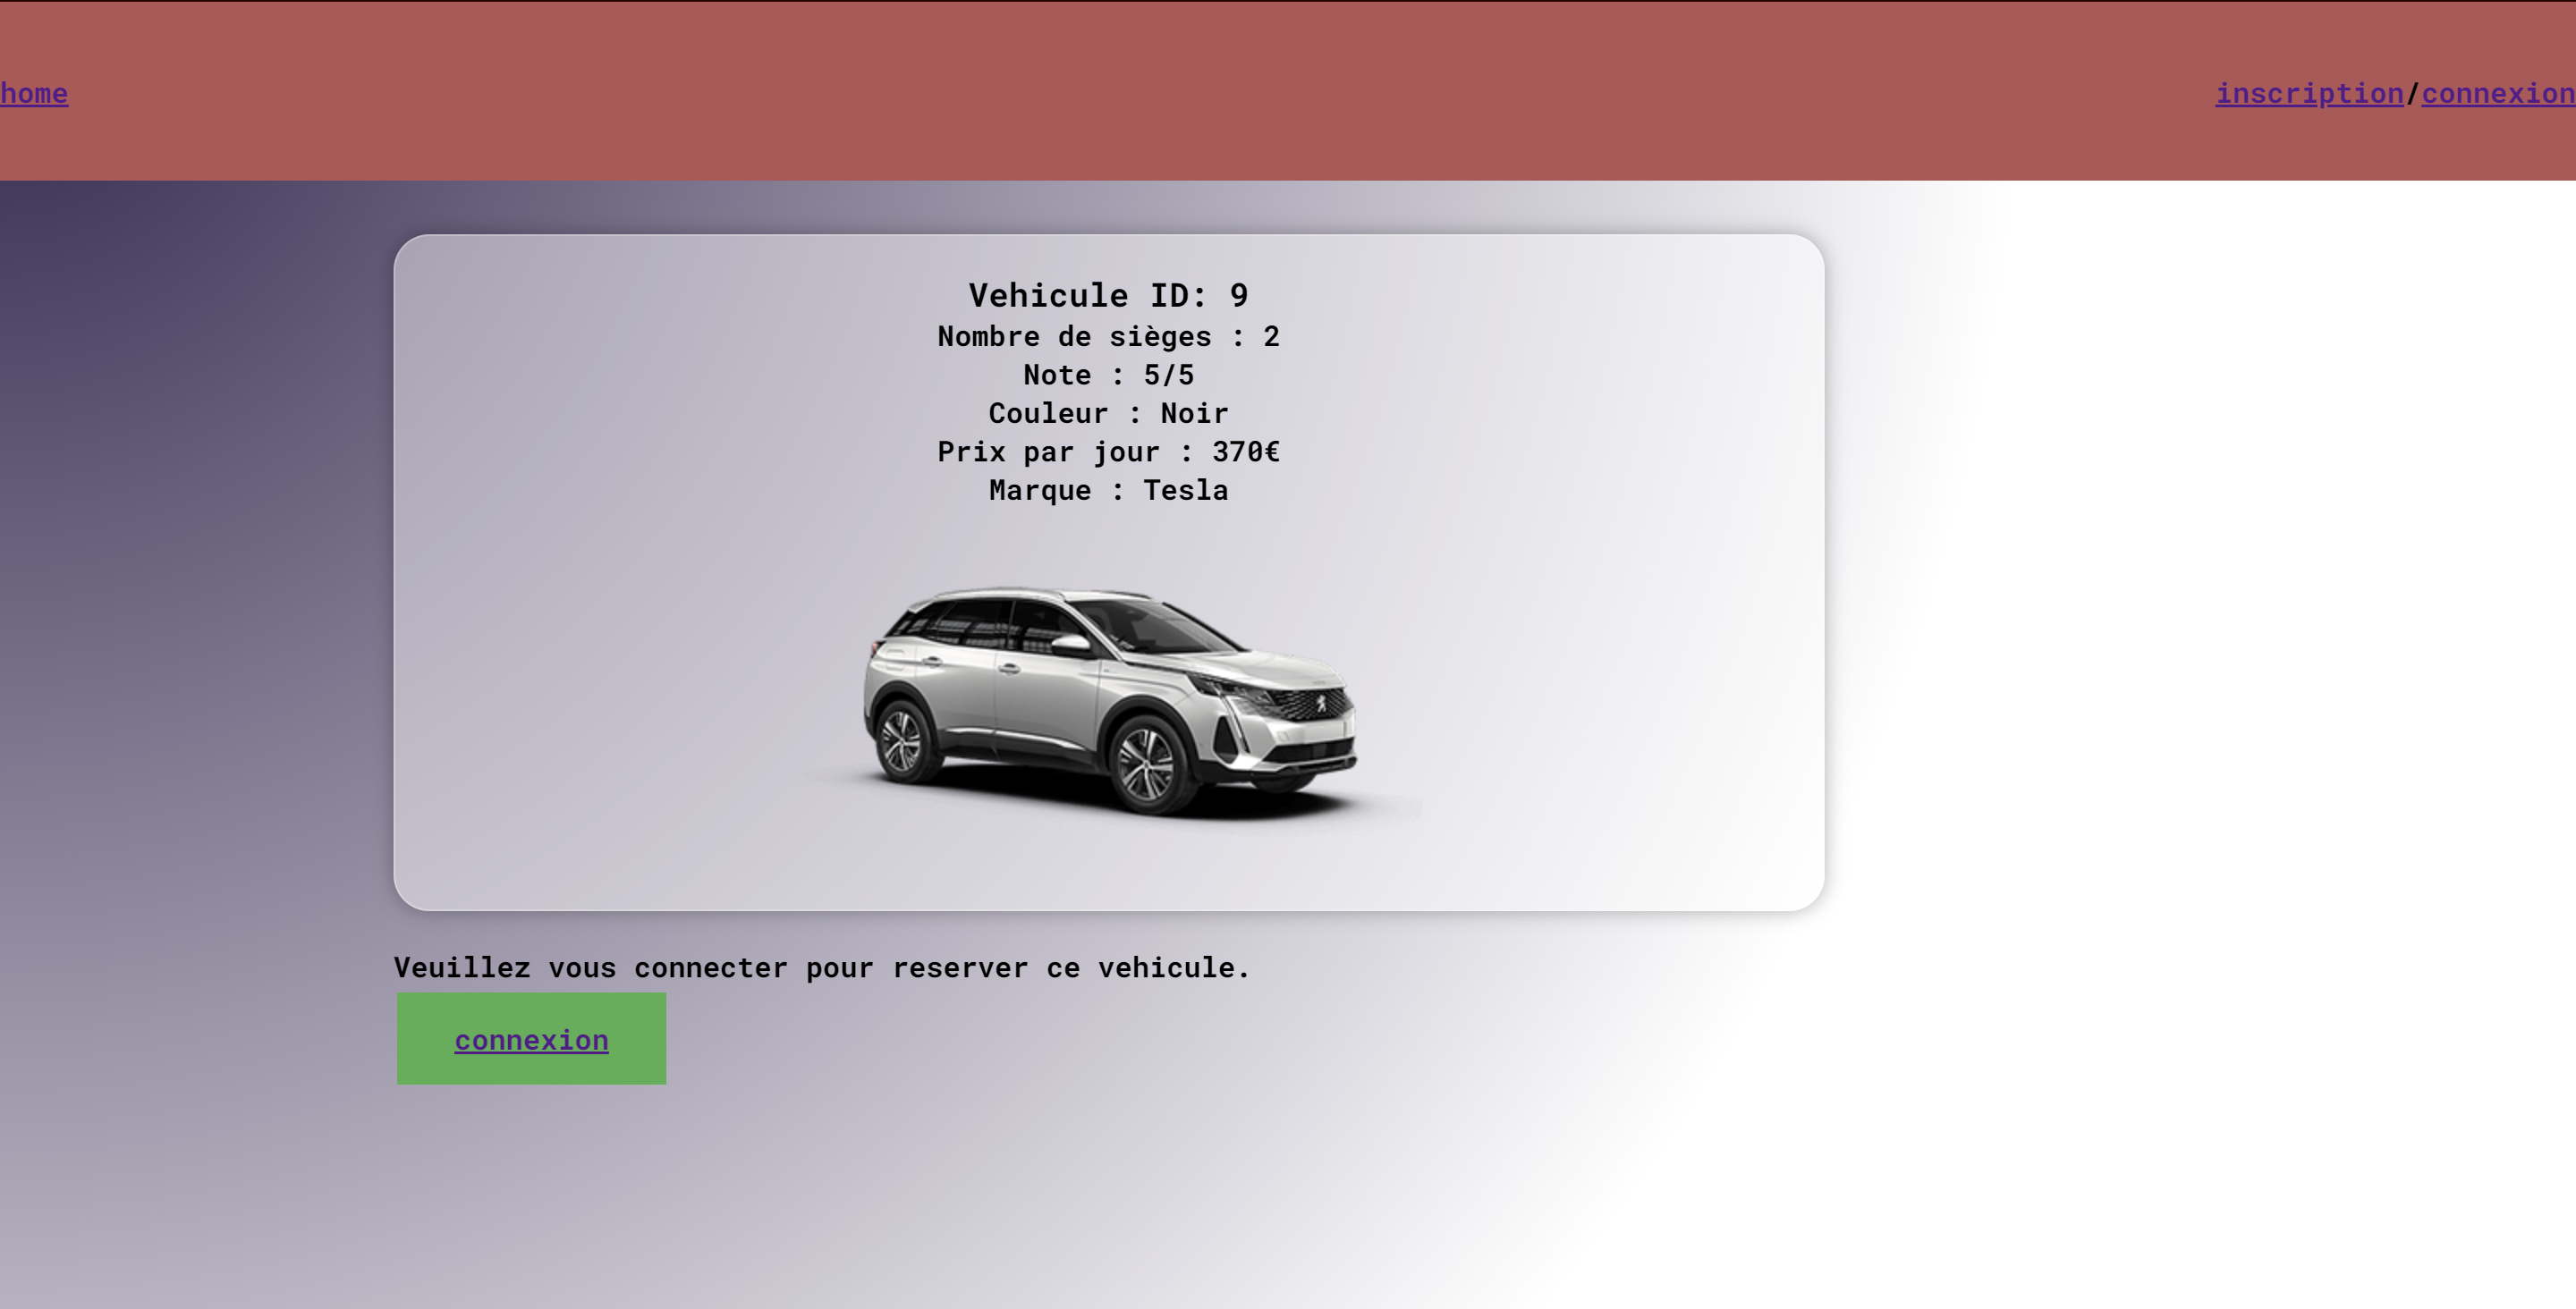 home
inscription/connexion
Vehicule ID: 9
Nombre de sièges : 2
Note : 5/5
Couleur : Noir
Prix par jour : 370€
Marque : Tesla
Veuillez vous connecter pour reserver ce vehicule.
connexion